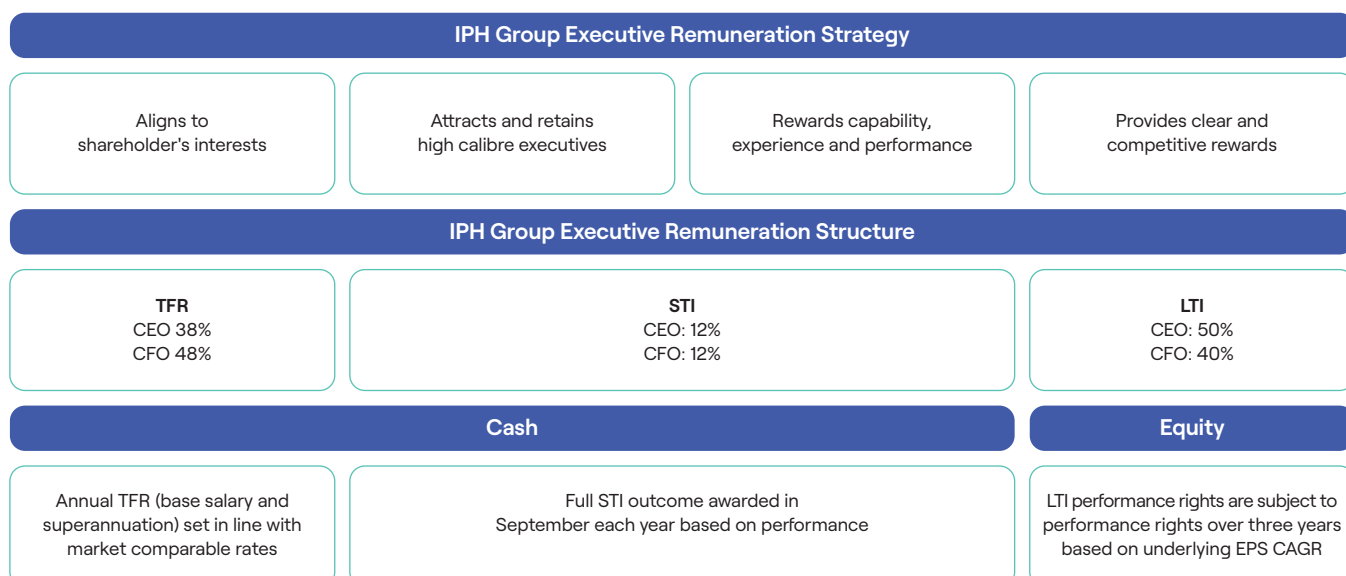 IPH Group Executive Remuneration Strategy
Aligns to
shareholder's interests
Attracts and retains
high calibre executives
Rewards capability,
experience and performance
Provides clear and
competitive rewards
IPH Group Executive Remuneration Structure
TFR
CEO 38%
CFO 48%
STI
CEO: 12%
CFO: 12%
LTI
CEO: 50%
CFO: 40%
Cash
Equity
Annual TFR (base salary and
superannuation) set in line with
market comparable rates
Full STI outcome awarded in
September each year based on performance
LTI performance rights are subject to
performance rights over three years
based on underlying EPS CAGR